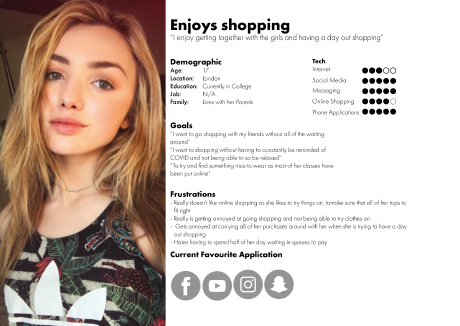 Enjoys shopping
"I enjoy getting together with the girls and having a day out shopping"
Demographic
Age: 17
Location: London
Education: Currently in College
Job: N/A
Family: Lives with her Parents
Tech
Internet
Social Media
Messaging
Online Shopping
Phone Applications
Goals
"I want to go shopping with my friends without all of the waiting
around"
"I want to shopping without having to constantly be reminded of
COVID and not being able to so be relaxed"
"To try and find something nice to wear as most of her classes have
been put online"
Frustrations
- Really doesn't like online shopping as she likes to try things on, to make sure that all of her tops to
fit right
- Really is getting annoyed at going shopping and not being able to try clothes on
- Gets annoyed at carrying all of her purchases around with her when she is trying to have a day
out shopping
- Hates having to spend half of her day waiting in queues to pay
Current Favourite Application